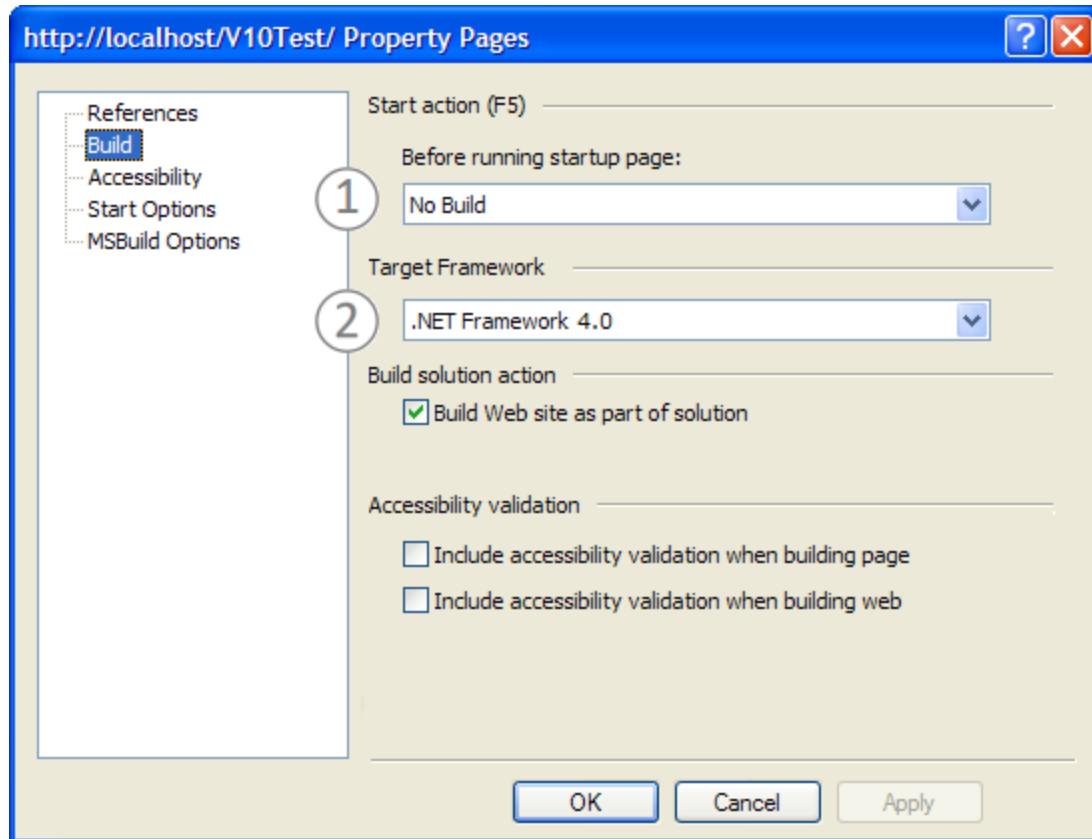 http://localhost/V10Test/ Property Pages
References
Build
Accessibility
Start Options
MSBuild Options
Start action (F5)
Before running startup page:
1
No Build
Target Framework
2
.NET Framework 4.0
Build solution action
Build Web site as part of solution
Accessibility validation
Include accessibility validation when building page
Include accessibility validation when building web
OK
Cancel
Apply